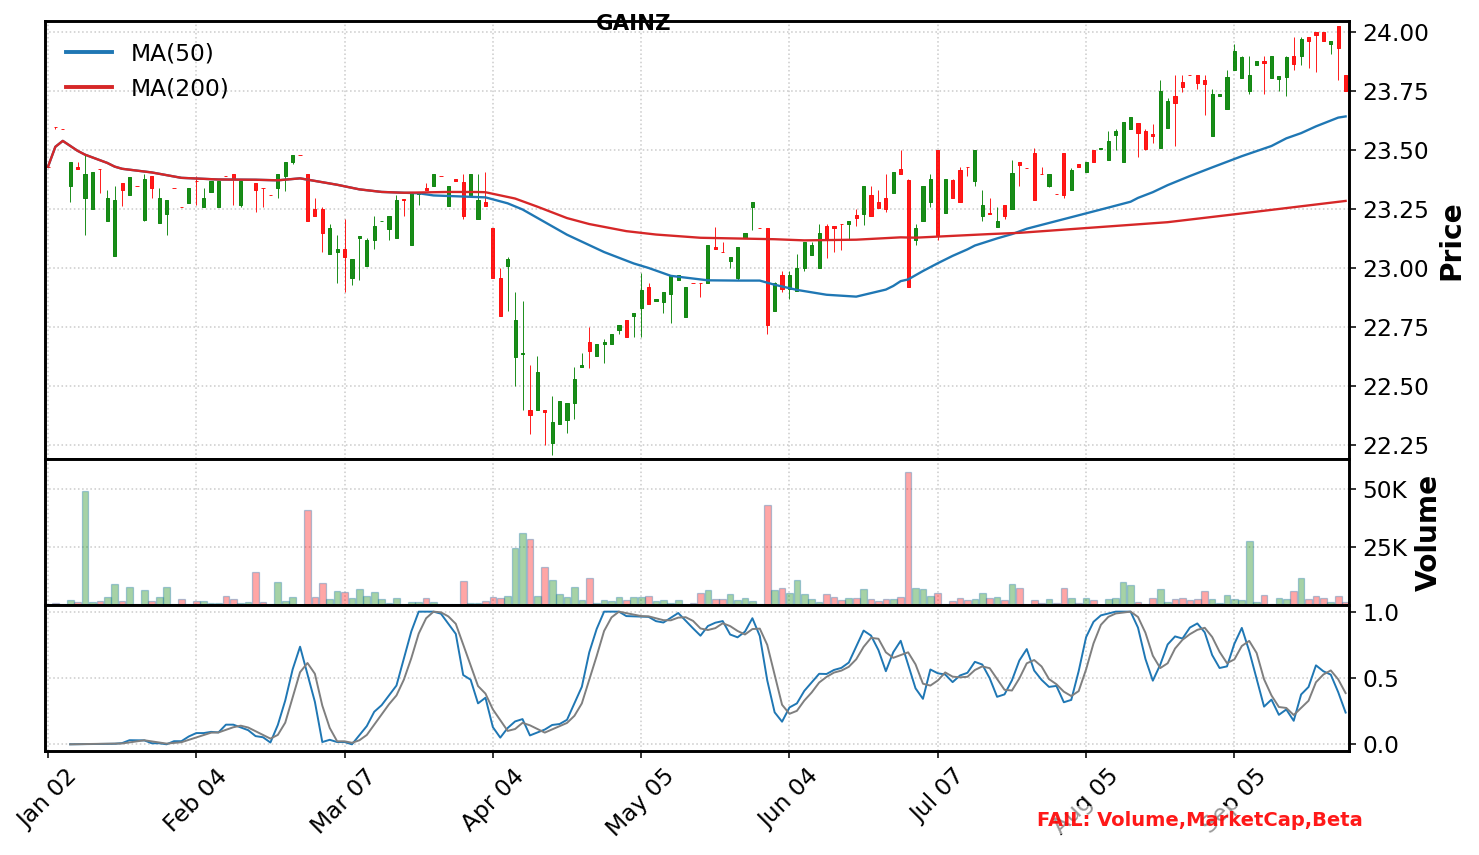 GAINZ
MA(50)
MA(200)
24.00
23.75
23.50
23.25
23.00
22.75
22.50
22.25
Price
50K
25K
Volume
1.0
0.5
0.0
Jan 02
Feb 04
Mar 07
Apr 04
May 05
Jun 04
Jul 07
Aug 05
Sep 05
FAIL: Volume,MarketCap,Beta